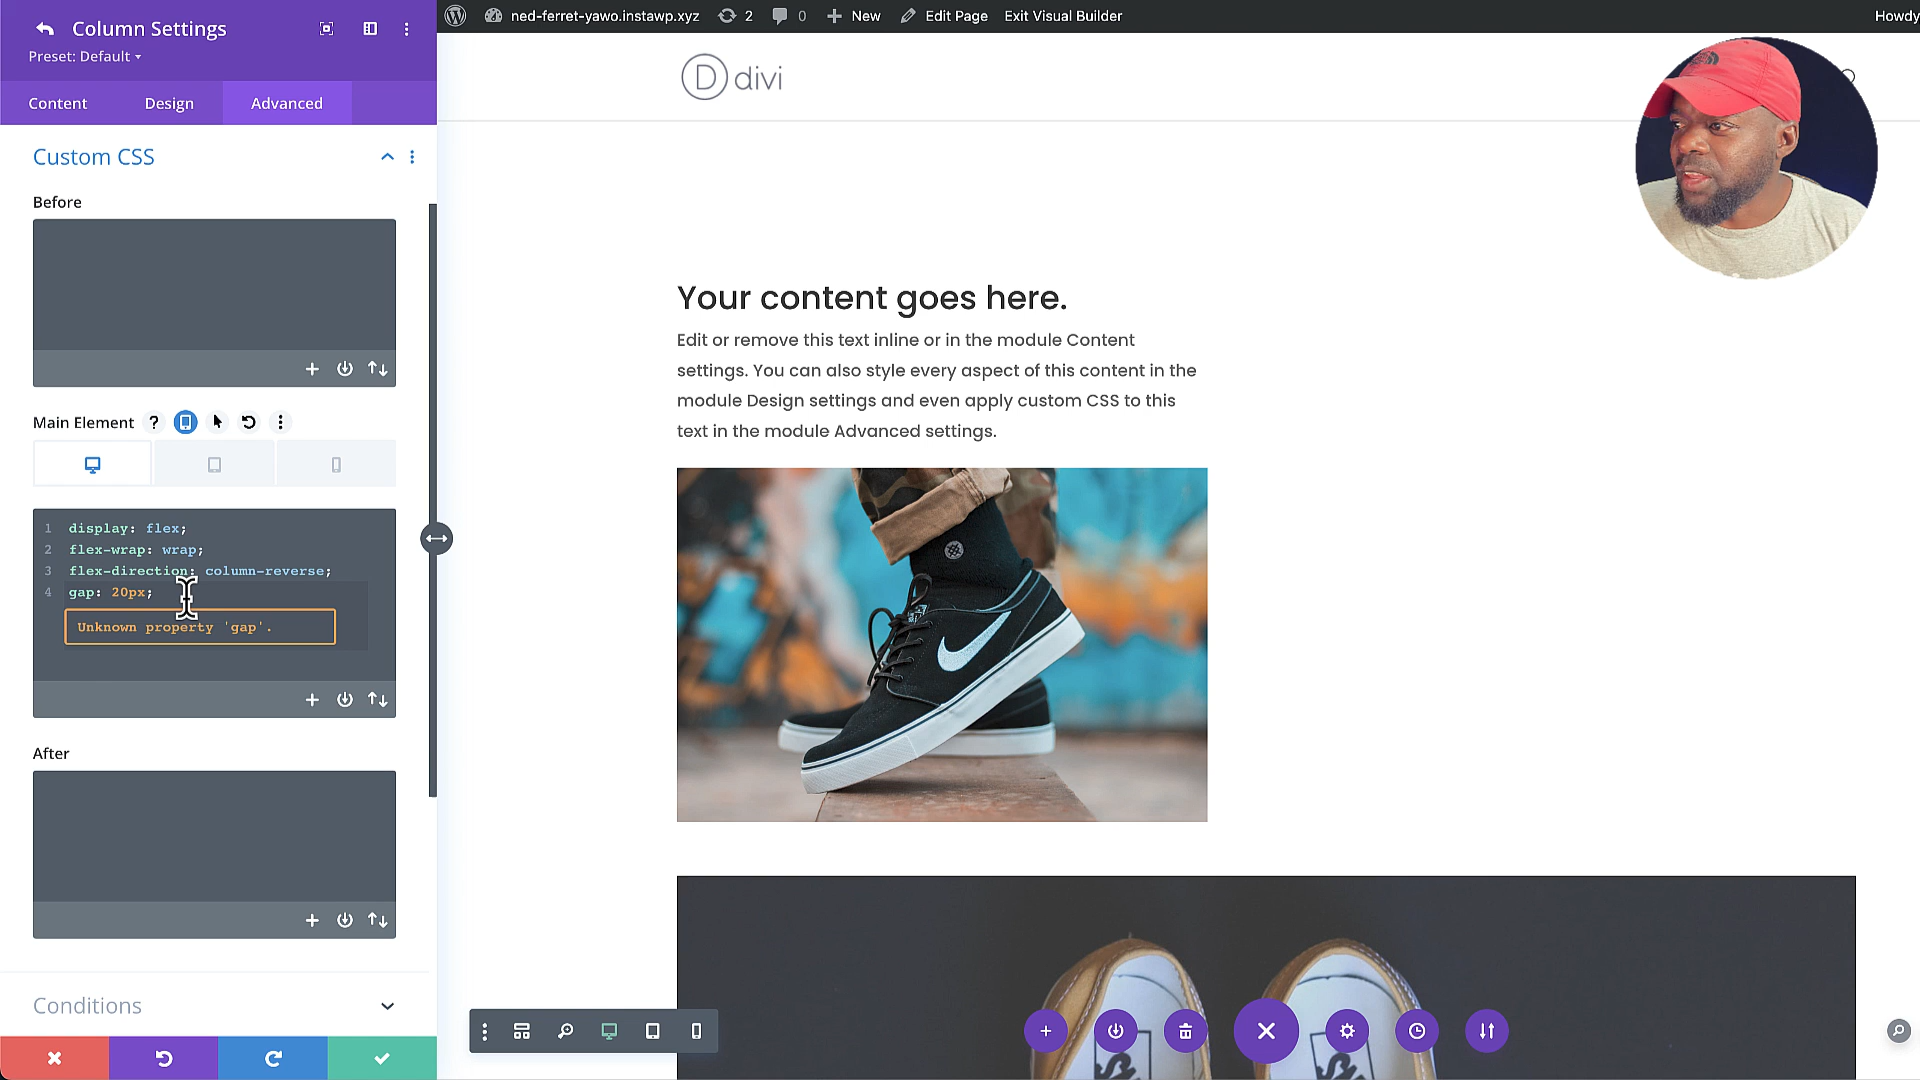 Column Settings
Preset: Default
Content
Design
Advanced
Custom CSS
Before
Main Element ?
1 display: flex;
2 flex-wrap: wrap;
3 flex-direction: column-reverse;
4 gap: 20px;
Unknown property 'gap'.
After
Conditions
ned-ferret-yawo.instawp.xyz
2
0
New
Edit Page
Exit Visual Builder
Howdy
D divi
Your content goes here.
Edit or remove this text inline or in the module Content
settings. You can also style every aspect of this content in the
module Design settings and even apply custom CSS to this
text in the module Advanced settings.